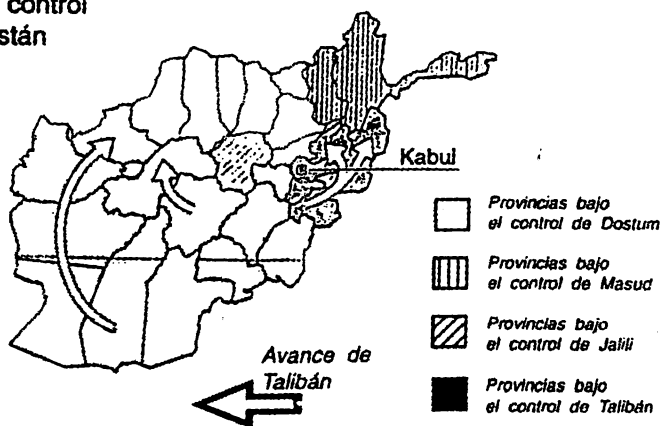 control
stán
Kabul
Provincias bajo
el control de Dostum
Provincias bajo
el control de Masud
Provincias bajo
el control de Jalili
Provincias bajo
el control de Talibán
Avance de
Talibán